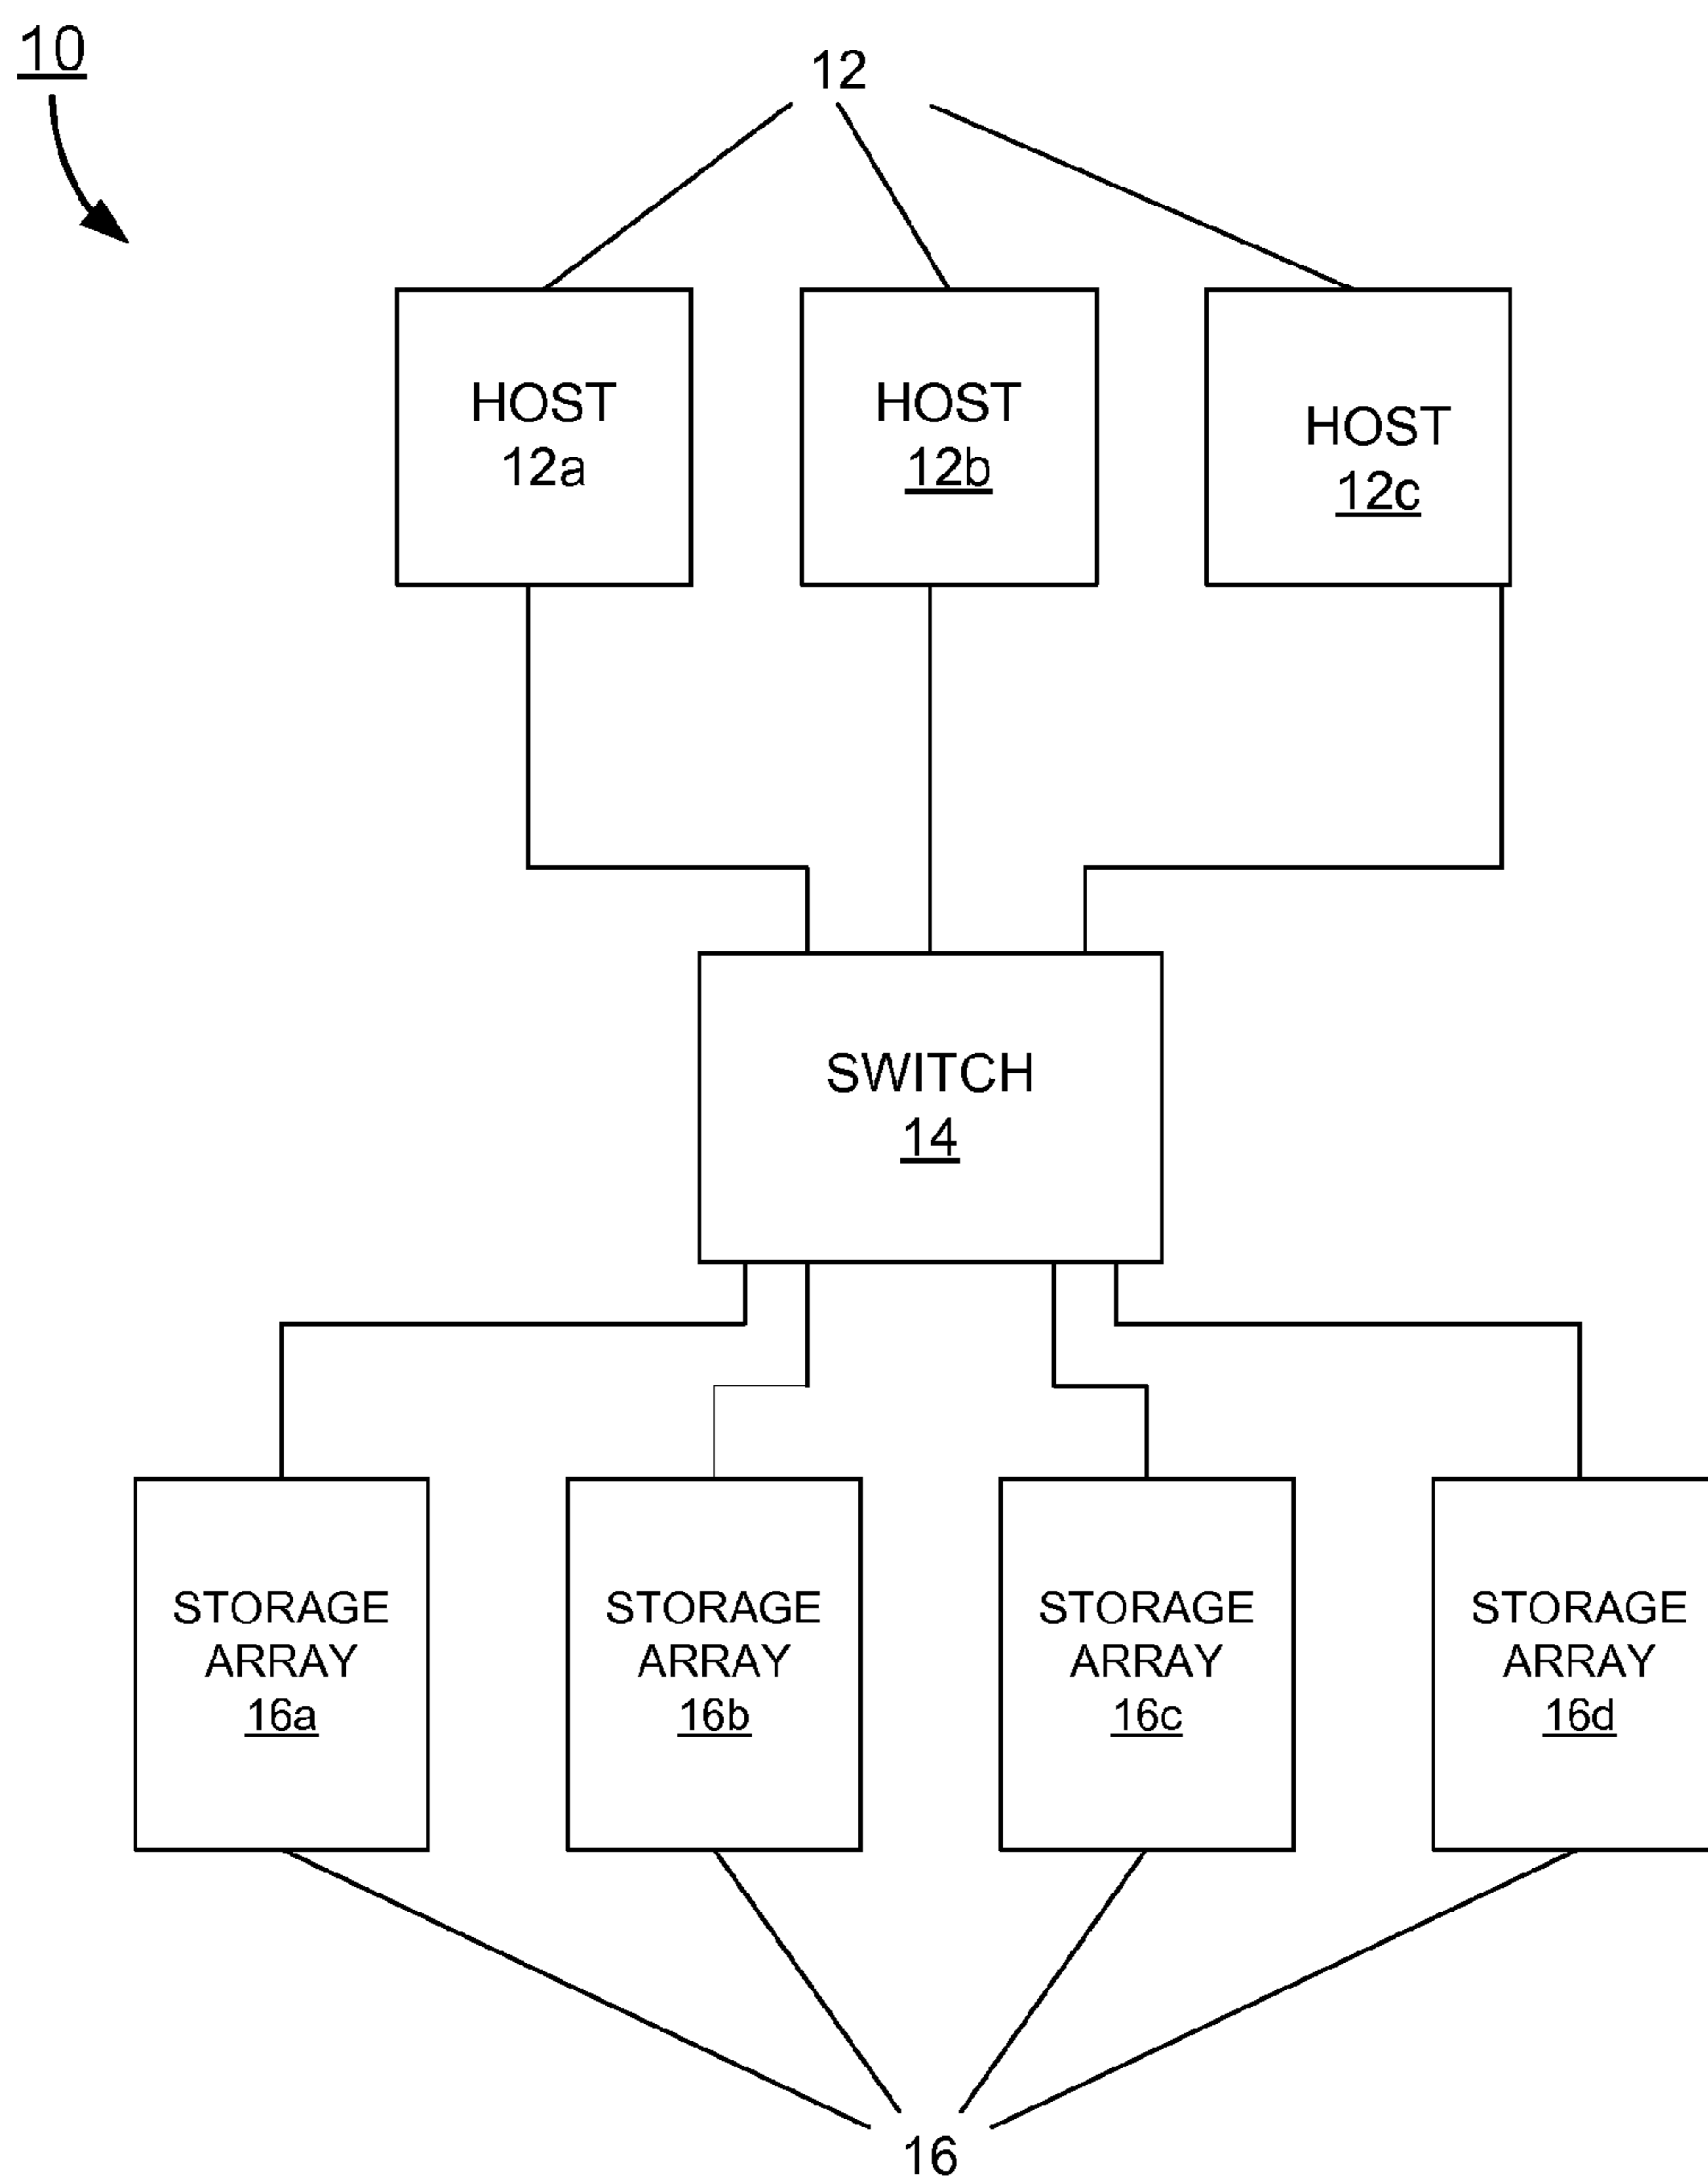 10
12
HOST
12a
HOST
12b
HOST
12c
SWITCH
14
STORAGE
ARRAY
16a
STORAGE
ARRAY
16b
STORAGE
ARRAY
16c
STORAGE
ARRAY
16d
16